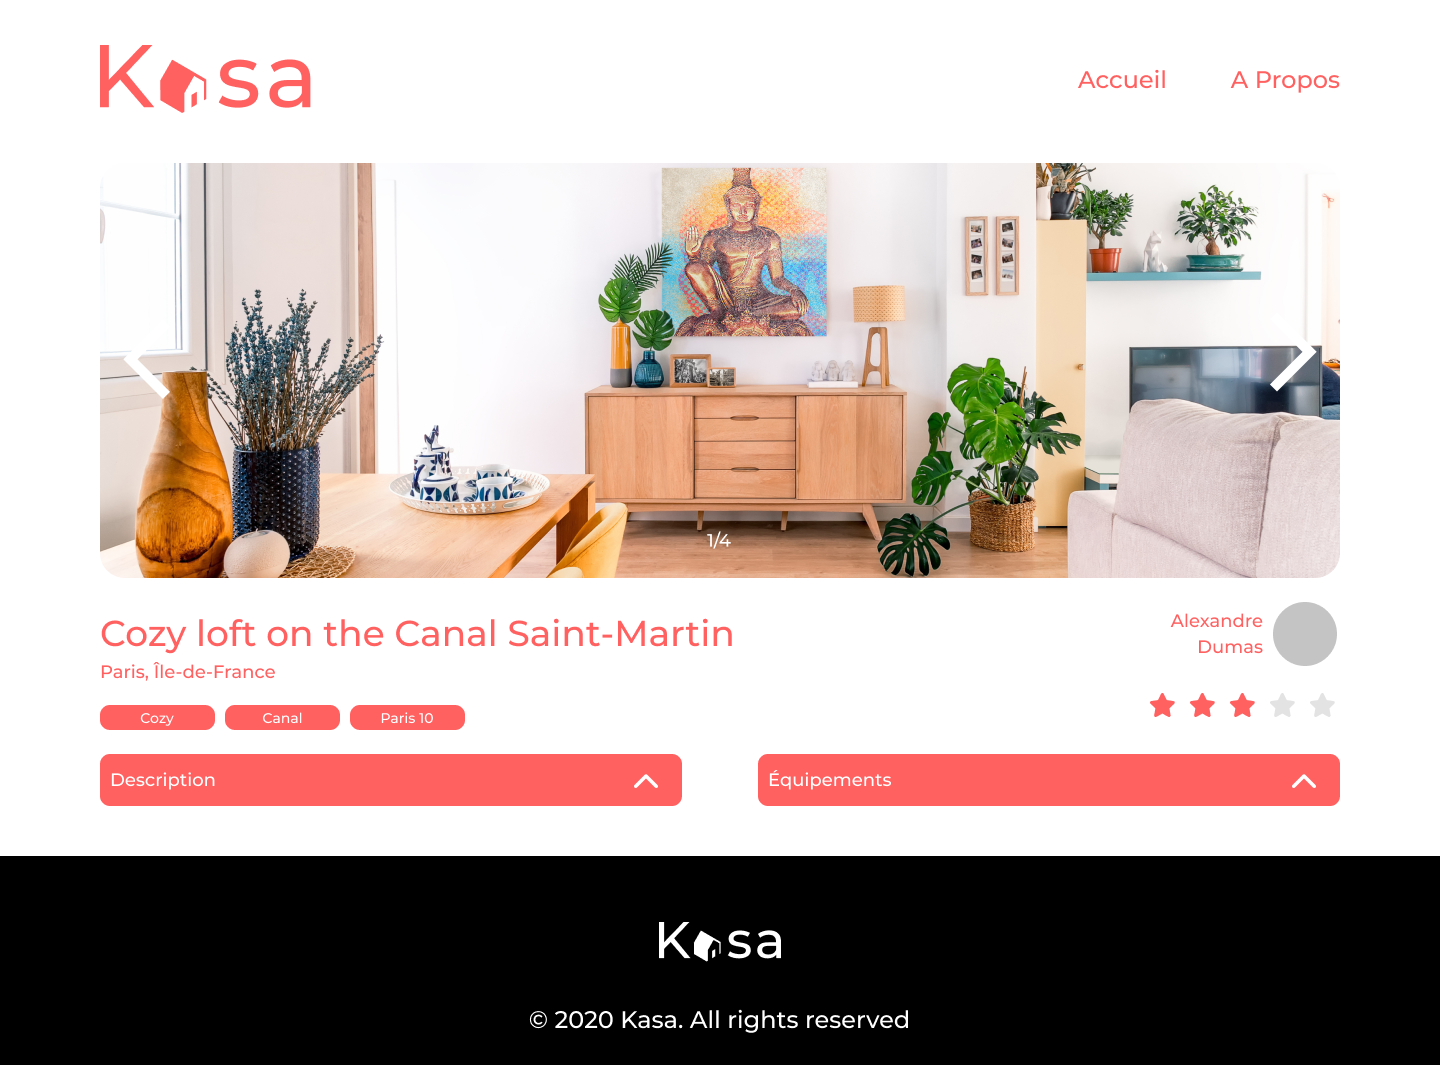 Kasa
Accueil
A Propos
1/4
Cozy loft on the Canal Saint-Martin
Paris, Île-de-France
Cozy
Canal
Paris 10
Alexandre
Dumas
Description
Équipements
Kasa
© 2020 Kasa. All rights reserved